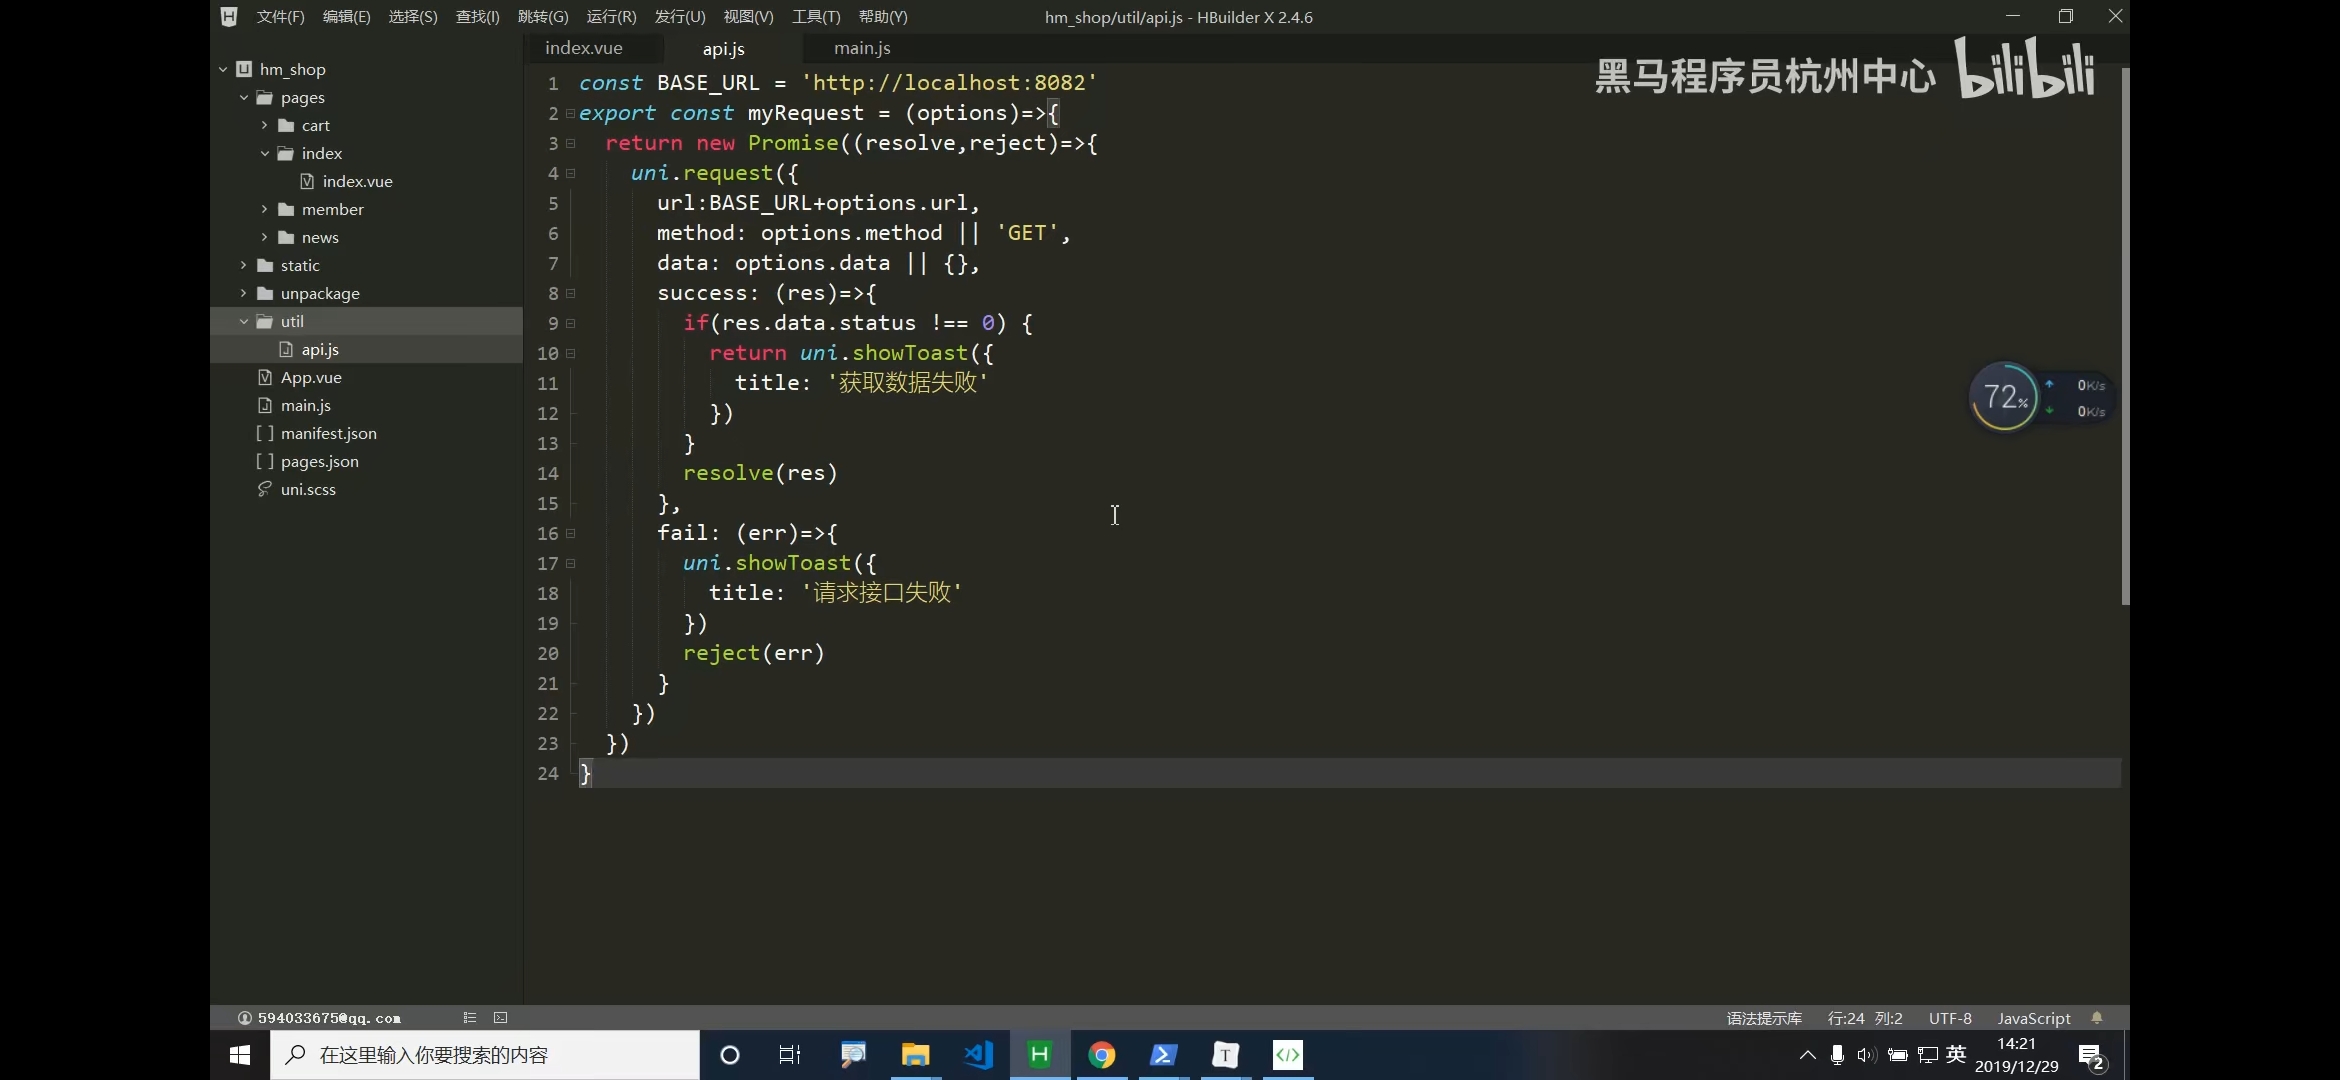 文件(F) 编辑(E) 选择(S) 查找(I) 跳转(G) 运行(R) 发行(U) 视图(V) 工具(T) 帮助(Y) hm_shop/util/api.js - HBuilder X 2.4.6
index.vue api.js main.js
黑马程序员杭州中心 bilibili
hm_shop
pages
cart
index
index.vue
member
news
static
unpackage
util
api.js
App.vue
main.js
manifest.json
pages.json
uni.scss
1 const BASE_URL = 'http://localhost:8082'
2 export const myRequest = (options)=>{
3 return new Promise((resolve,reject)=>{
4 uni.request({
5 url:BASE_URL+options.url,
6 method: options.method || 'GET',
7 data: options.data || {},
8 success: (res)=>{
9 if(res.data.status !== 0) {
10 return uni.showToast({
11 title: '获取数据失败'
12 })
13 }
14 resolve(res)
15 },
16 fail: (err)=>{
17 uni.showToast({
18 title: '请求接口失败'
19 })
20 reject(err)
21 }
22 })
23 })
24 }
72%
0K/s
0K/s
594033675@qq.com 语法提示库 行:24 列:2 UTF-8 JavaScript
在这里输入你要搜索的内容
英
14:21
2019/12/29
2